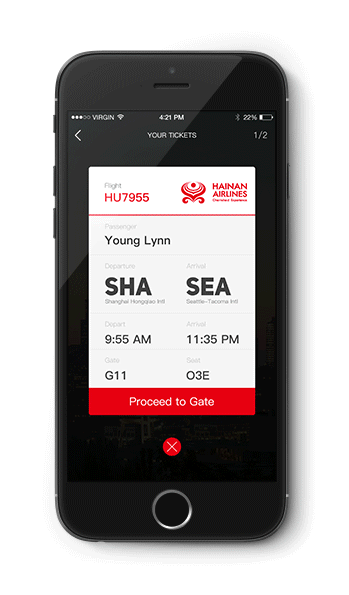 VIRGIN 4:21 PM 22%
YOUR TICKETS 1/2
Flight
HU7955
HAINAN
AIRLINES
Cherished Experience
Passenger
Young Lynn
Departure Arrival
SHA SEA
Shanghai Hongqiao Intl Seattle-Tacoma Intl
Depart Arrival
9:55 AM 11:35 PM
Gate Seat
G11 O3E
Proceed to Gate